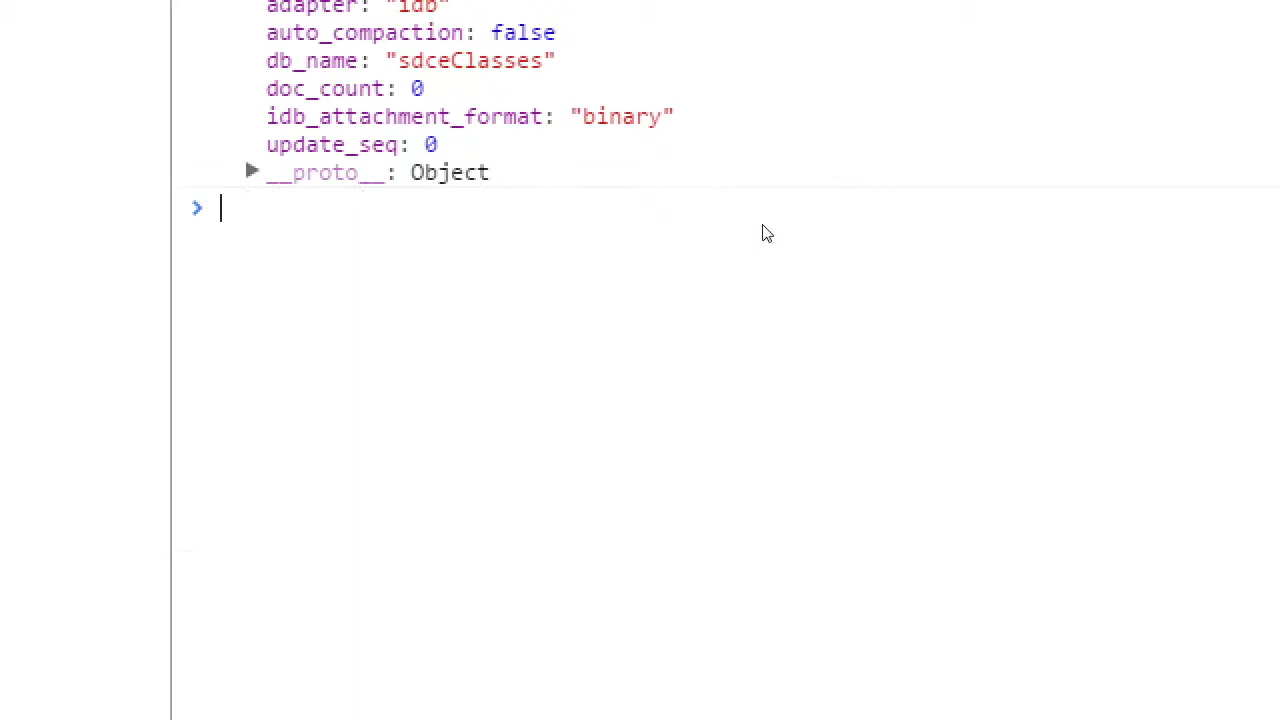 adapter: "idb"
auto_compaction: false
db_name: "sdceClasses"
doc_count: 0
idb_attachment_format: "binary"
update_seq: 0
▶ __proto__: Object
>